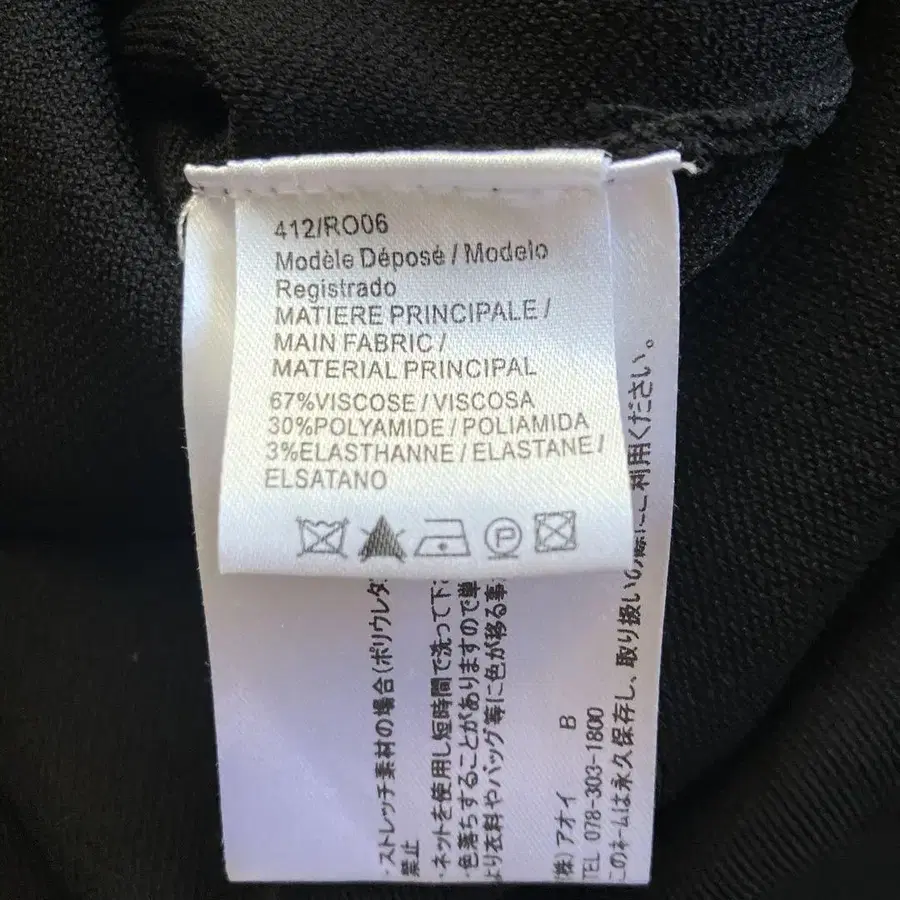 412/RO06
Modèle Déposé / Modelo
Registrado
MATIERE PRINCIPALE /
MAIN FABRIC /
MATERIAL PRINCIPAL
67%VISCOSE / VISCOSA
30%POLYAMIDE / POLIAMIDA
3%ELASTHANNE / ELASTANE /
ELSATANO
P
・ストレッチ素材の場合(ポリウレタ
禁止
・ネットを使用し短時間で洗って下
・色落ちすることがありますので単
より衣料やバッグ等に色が移る事
(株)アオイ B
TEL 078-303-1800
このネームは永久保存し、取り扱いの際にご利用ください。